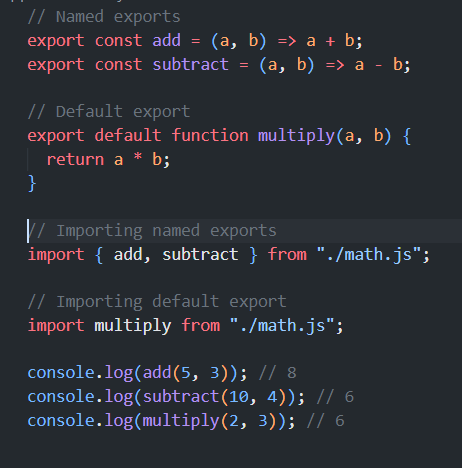 // Named exports
export const add = (a, b) => a + b;
export const subtract = (a, b) => a - b;
// Default export
export default function multiply(a, b) {
  return a * b;
}
// Importing named exports
import { add, subtract } from "./math.js";
// Importing default export
import multiply from "./math.js";
console.log(add(5, 3)); // 8
console.log(subtract(10, 4)); // 6
console.log(multiply(2, 3)); // 6